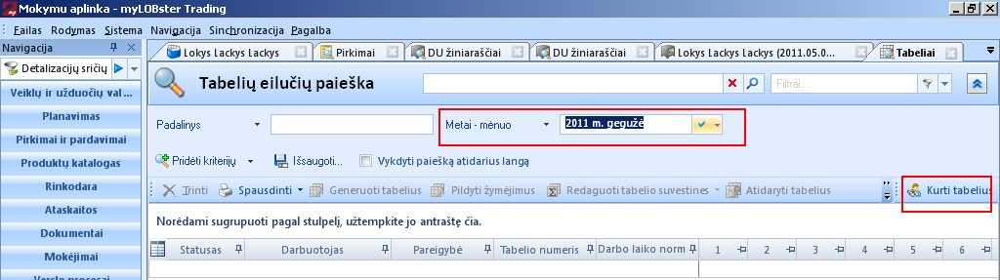 Mokymu aplinka - myLOBster Trading
Failas Rodymas Sistema Navigacija Sinchronizacija Pagalba
Navigacija
Lokys Lackys Lackys
Pirkimai
DU žiniaraščiai
DU žiniaraščiai
Lokys Lackys Lackys (2011.05.0...
Tabeliai
Detalizacijų sričių
Veiklų ir užduočių val ...
Planavimas
Pirkimai ir pardavimai
Produktų katalogas
Rinkodara
Ataskaitos
Dokumentai
Mokėjimai
Verslo procesai
Tabelių eilučių paieška
Filtrai...
Padalinys
Metai - mėnuo
2011 m. gegužė
Pridėti kriterijų
Išsaugoti...
Vykdyti paiešką atidarius langą
Trinti Spausdinti Generuoti tabelius Pildyti žymėjimus Redaguoti tabelio suvestines Atidaryti tabelius Kurti tabelius
Norėdami sugrupuoti pagal stulpelį, užtempkite jo antraštę čia.
Statusas Darbuotojas Pareigybė Tabelio numeris Darbo laiko norm 1 2 3 4 5 6